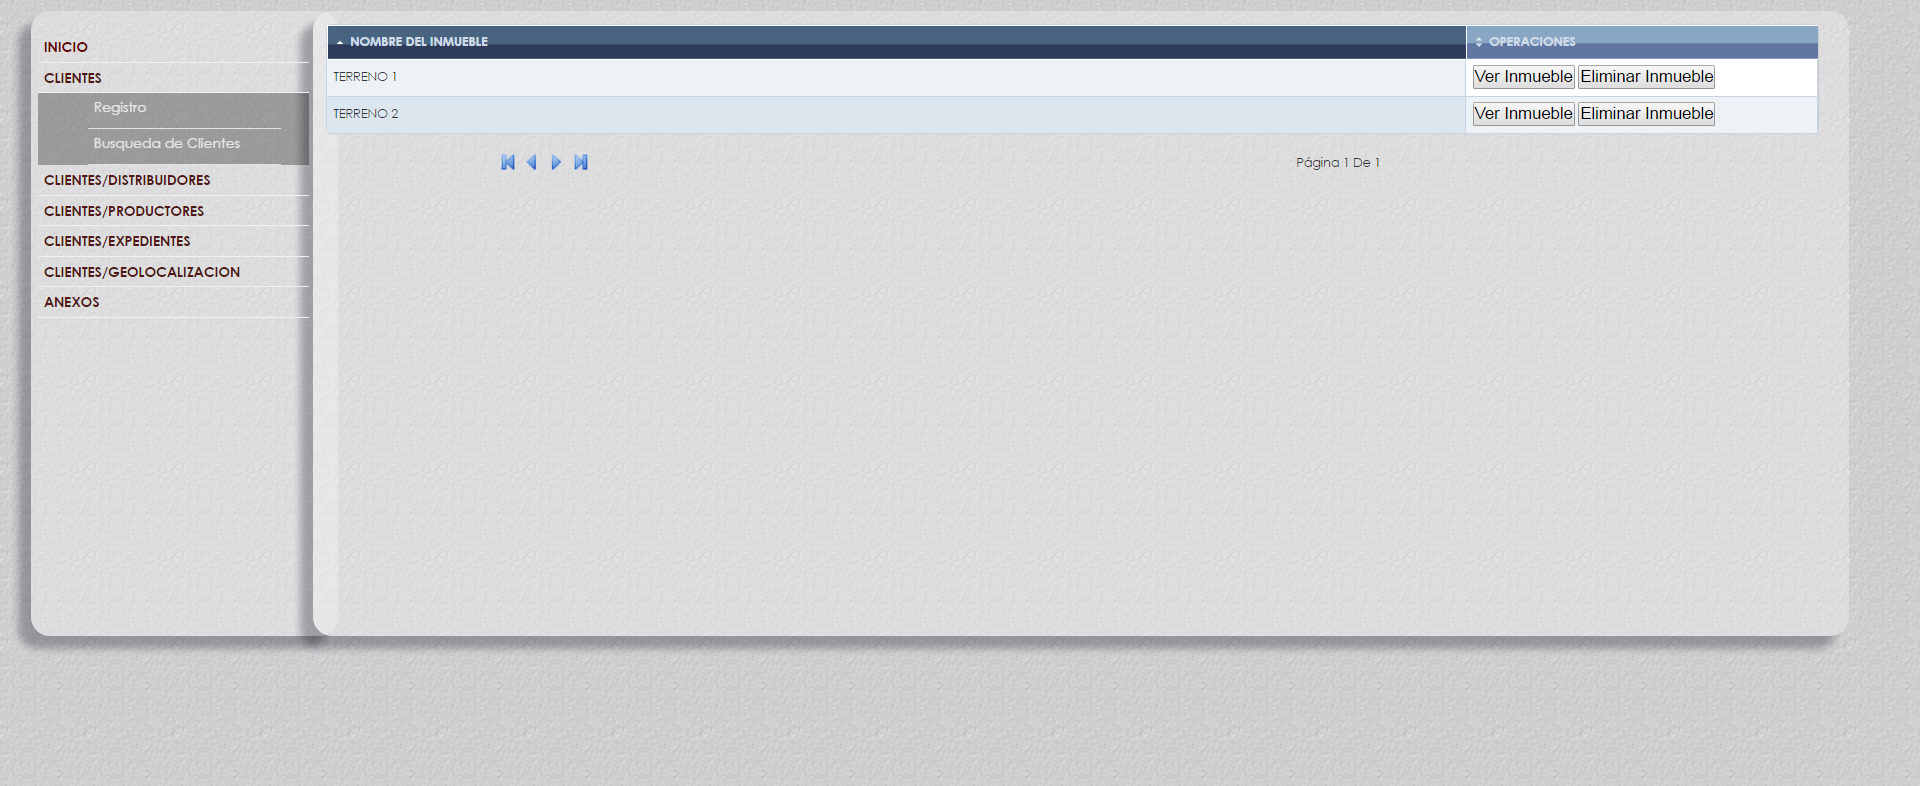 INICIO
CLIENTES
Registro
Busqueda de Clientes
CLIENTES/DISTRIBUIDORES
CLIENTES/PRODUCTORES
CLIENTES/EXPEDIENTES
CLIENTES/GEOLOCALIZACION
ANEXOS
NOMBRE DEL INMUEBLE OPERACIONES
TERRENO 1 Ver Inmueble Eliminar Inmueble
TERRENO 2 Ver Inmueble Eliminar Inmueble
Página 1 De 1